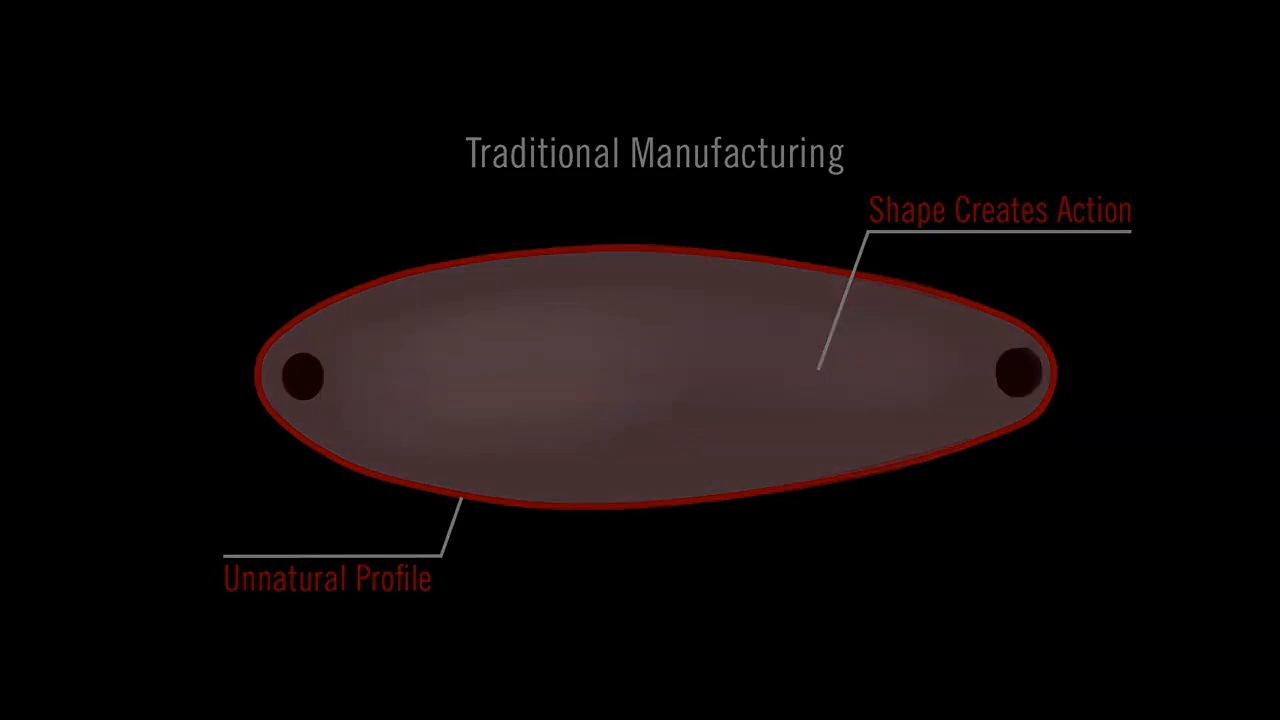 Traditional Manufacturing
Shape Creates Action
Unnatural Profile